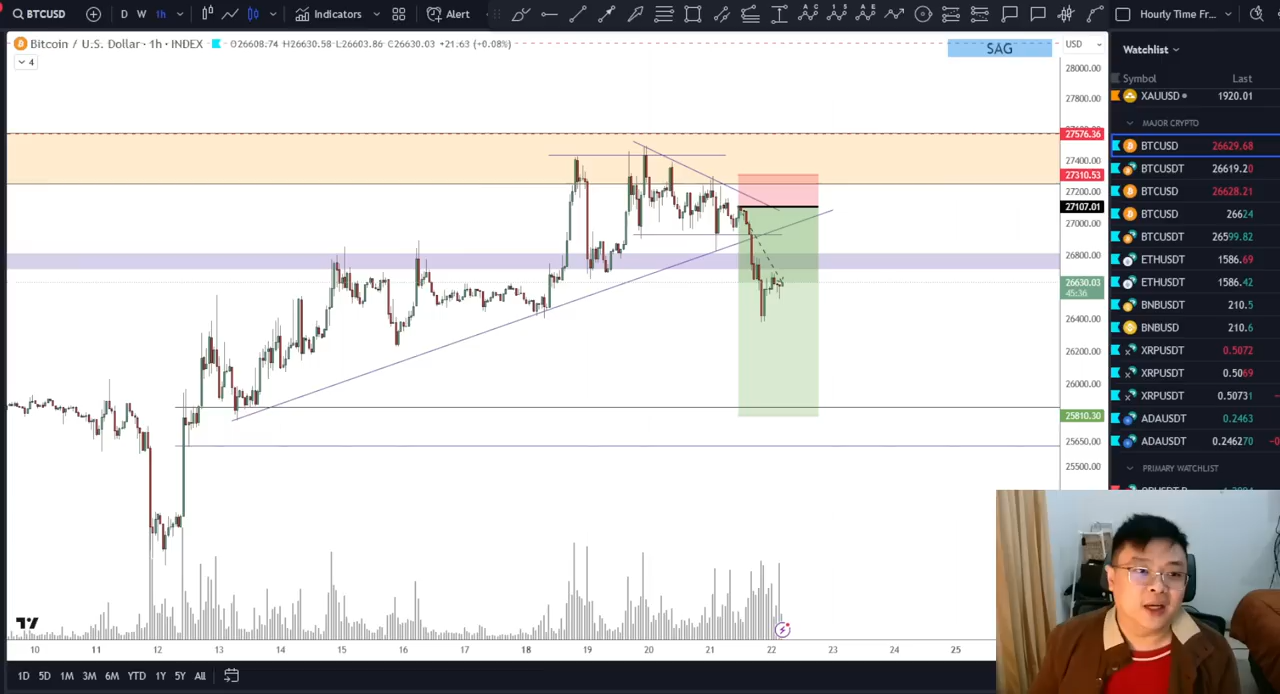 BTCUSD D W 1h Indicators Alert Hourly Time Fr...
Bitcoin / U.S. Dollar · 1h · INDEX O26608.74 H26630.58 L26603.86 C26630.03 +21.63 (+0.08%)
4
SAG
USD
28000.00
27800.00
27576.36
27400.00
27310.53
27200.00
27107.01
27000.00
26800.00
26630.03
45:36
26400.00
26200.00
26000.00
25810.30
25650.00
25500.00
10 11 12 13 14 15 16 17 18 19 20 21 22 23 24 25
1D 5D 1M 3M 6M YTD 1Y 5Y All
Watchlist
Symbol Last
XAUUSD 1920.01
MAJOR CRYPTO
BTCUSD 26629.68
BTCUSDT 26619.20
BTCUSD 26628.21
BTCUSD 26624
BTCUSDT 26599.82
ETHUSDT 1586.69
ETHUSDT 1586.42
BNBUSDT 210.5
BNBUSD 210.6
XRPUSDT 0.5072
XRPUSDT 0.5069
XRPUSDT 0.50731
ADAUSDT 0.2463
ADAUSDT 0.246270 -0
PRIMARY WATCHLIST